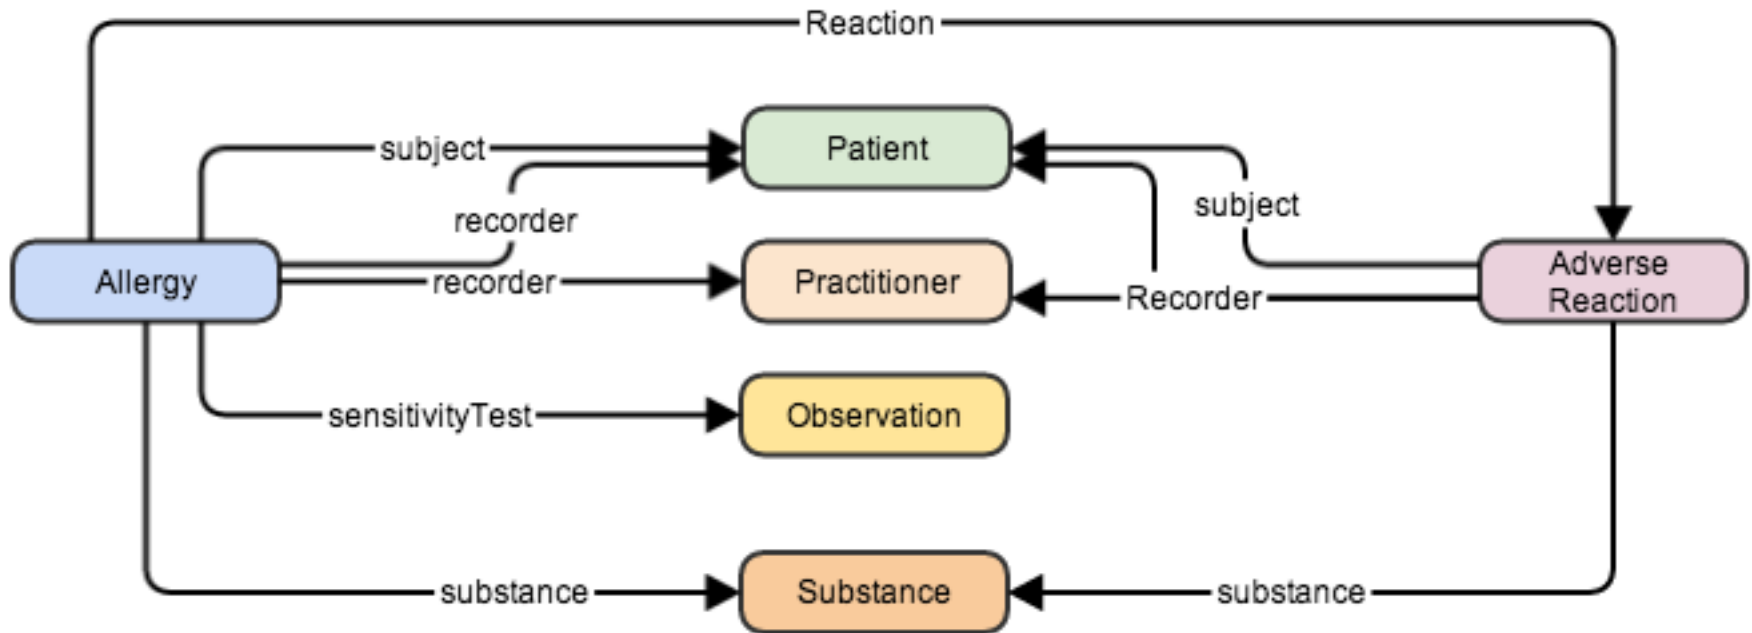 Reaction
subject
Patient
subject
recorder
Allergy
recorder
Practitioner
Recorder
Adverse
Reaction
sensitivityTest
Observation
substance
Substance
substance